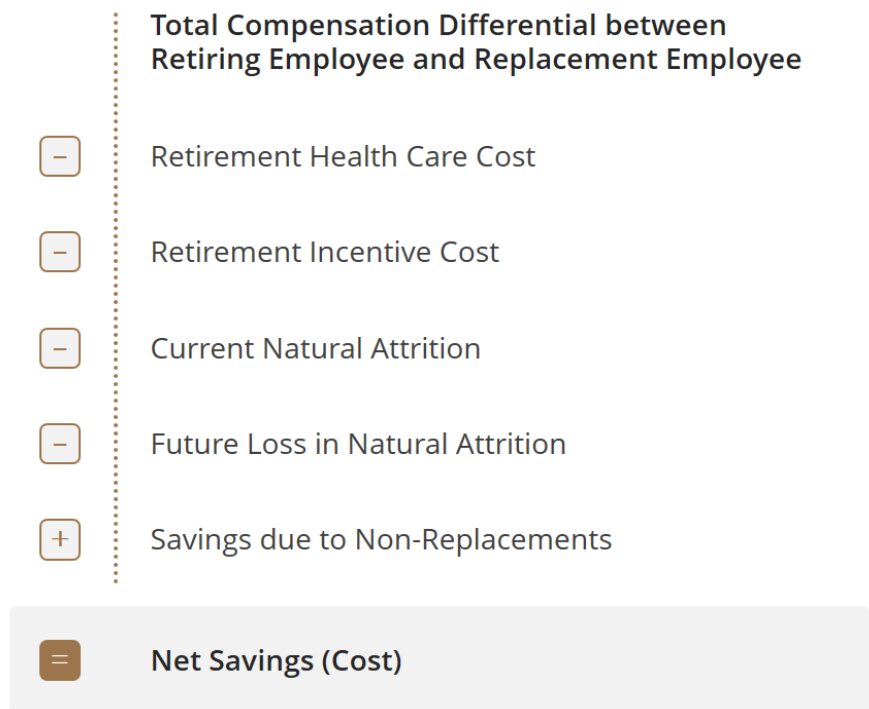 Total Compensation Differential between
Retiring Employee and Replacement Employee
− Retirement Health Care Cost
− Retirement Incentive Cost
− Current Natural Attrition
− Future Loss in Natural Attrition
+ Savings due to Non-Replacements
= Net Savings (Cost)